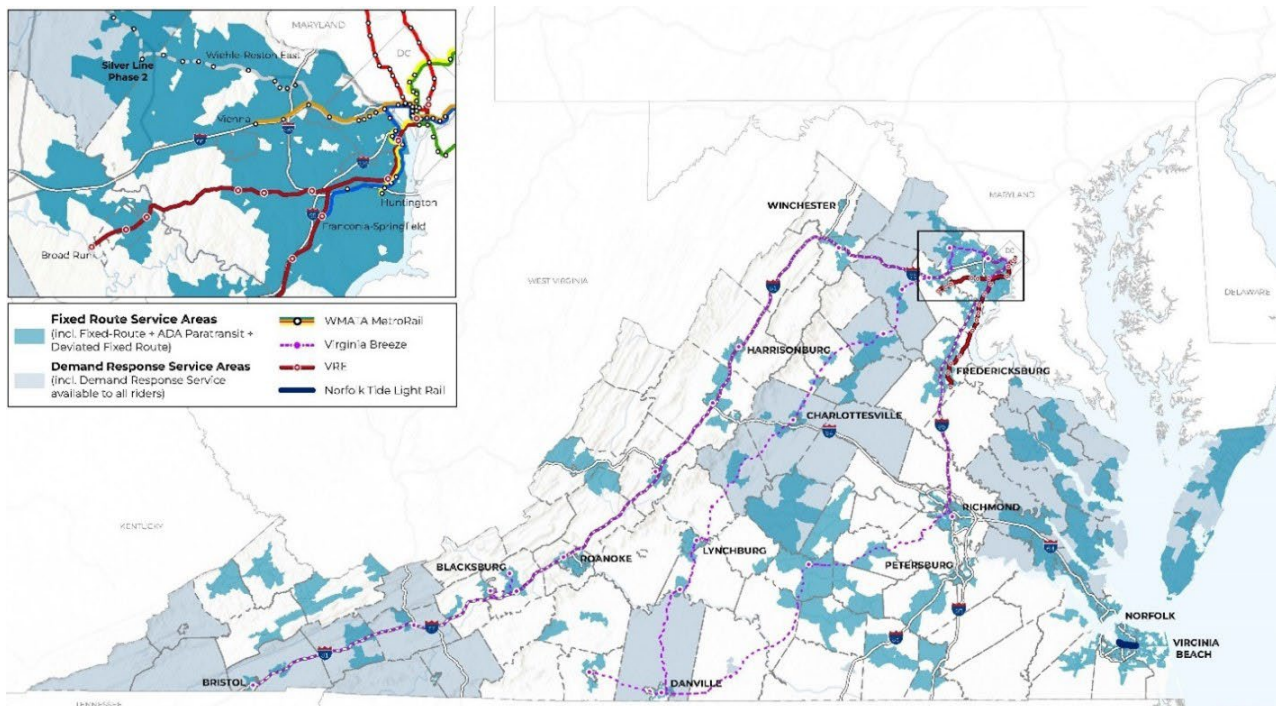 MARYLAND
DC
Wiehle-Reston East
Silver Line
Phase 2
Vienna
Huntington
Franconia-Springfield
Broad Run
Fixed Route Service Areas
(incl. Fixed-Route + ADA Paratransit +
Deviated Fixed Route)
Demand Response Service Areas
(incl. Demand Response Service
available to all riders)
WMATA MetroRail
Virginia Breeze
VRE
Norfolk Tide Light Rail
MARYLAND
WINCHESTER
DC
WEST VIRGINIA
DELAWARE
HARRISONBURG
FREDERICKSBURG
CHARLOTTESVILLE
KENTUCKY
RICHMOND
LYNCHBURG
ROANOKE
BLACKSBURG
PETERSBURG
NORFOLK
VIRGINIA
BEACH
BRISTOL
DANVILLE
TENNESSEE